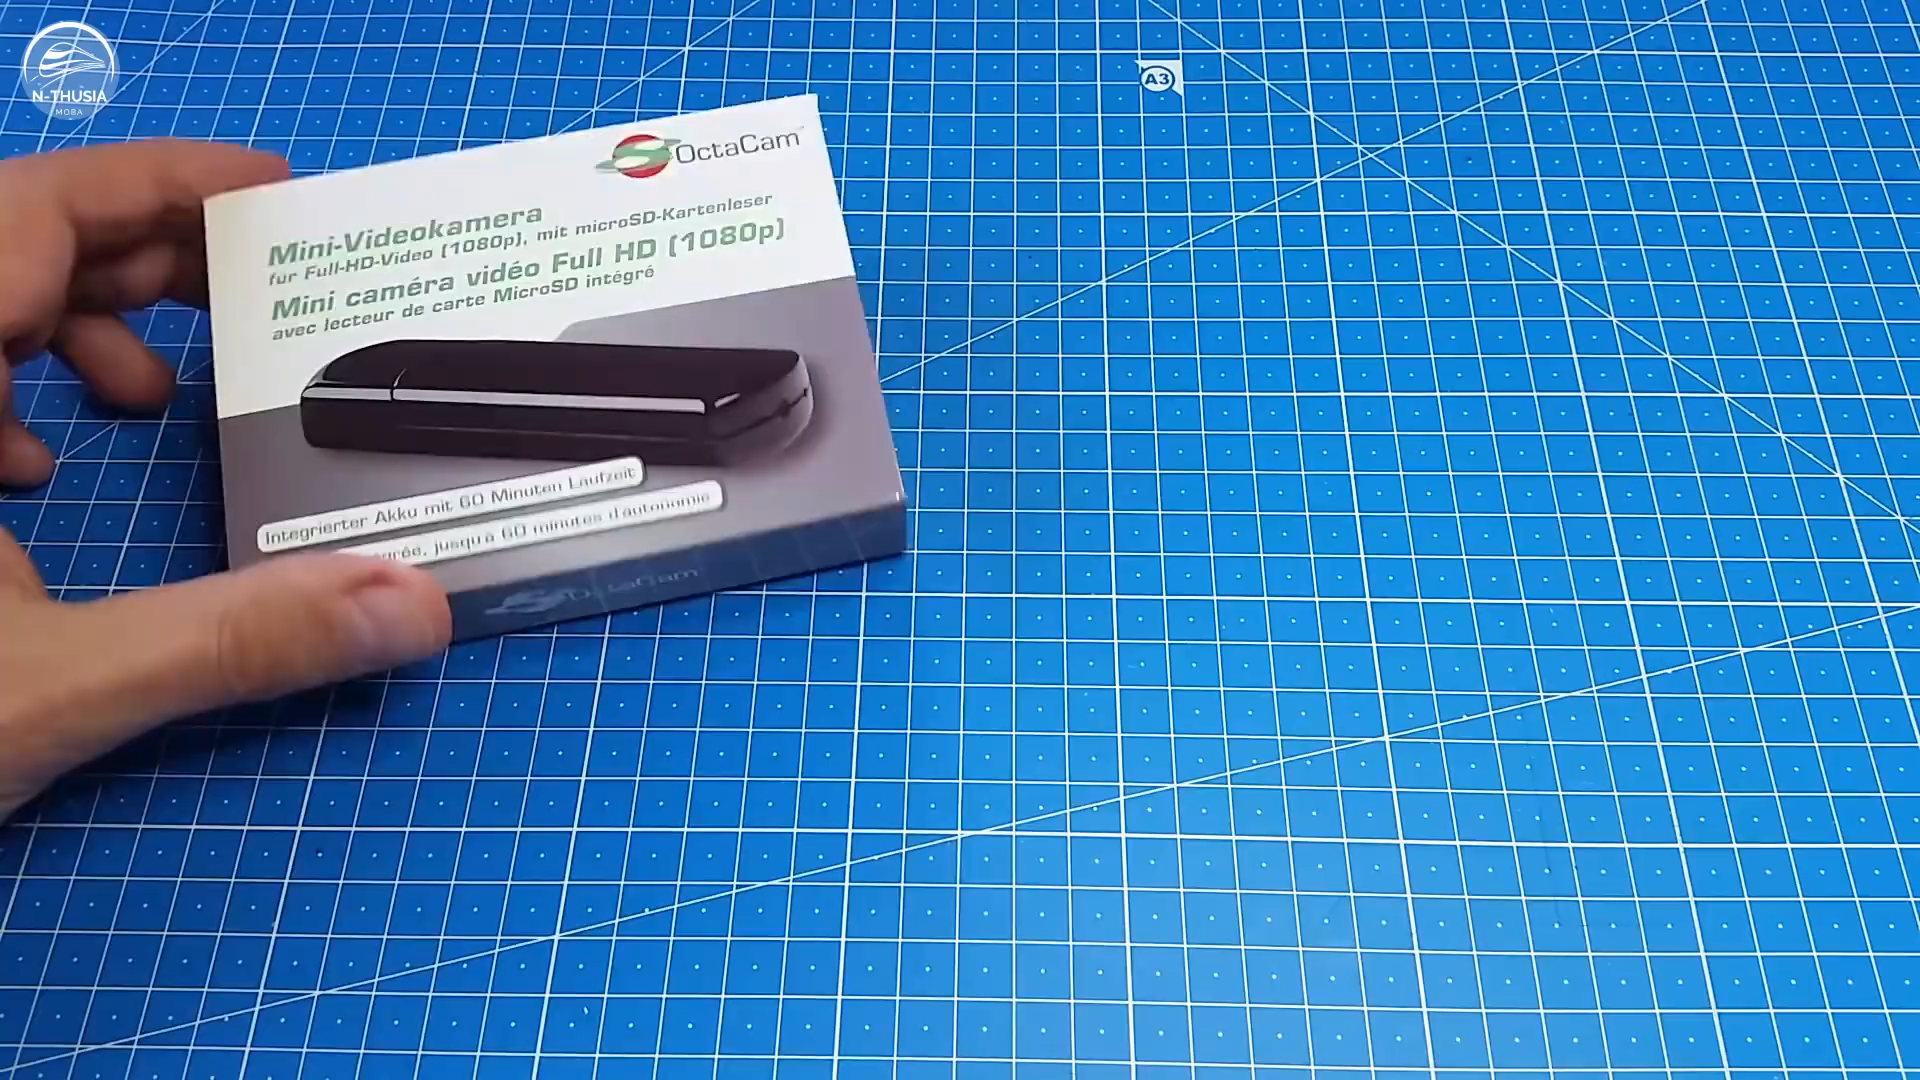 N-THUSIA
MOBA
A3
OctaCam
Mini-Videokamera
für Full-HD-Video (1080p), mit microSD-Kartenleser
Mini caméra vidéo Full HD (1080p)
avec lecteur de carte MicroSD intégré
Integrierter Akku mit 60 Minuten Laufzeit
jusqu'à 60 minutes d'autonomie
OctaCam